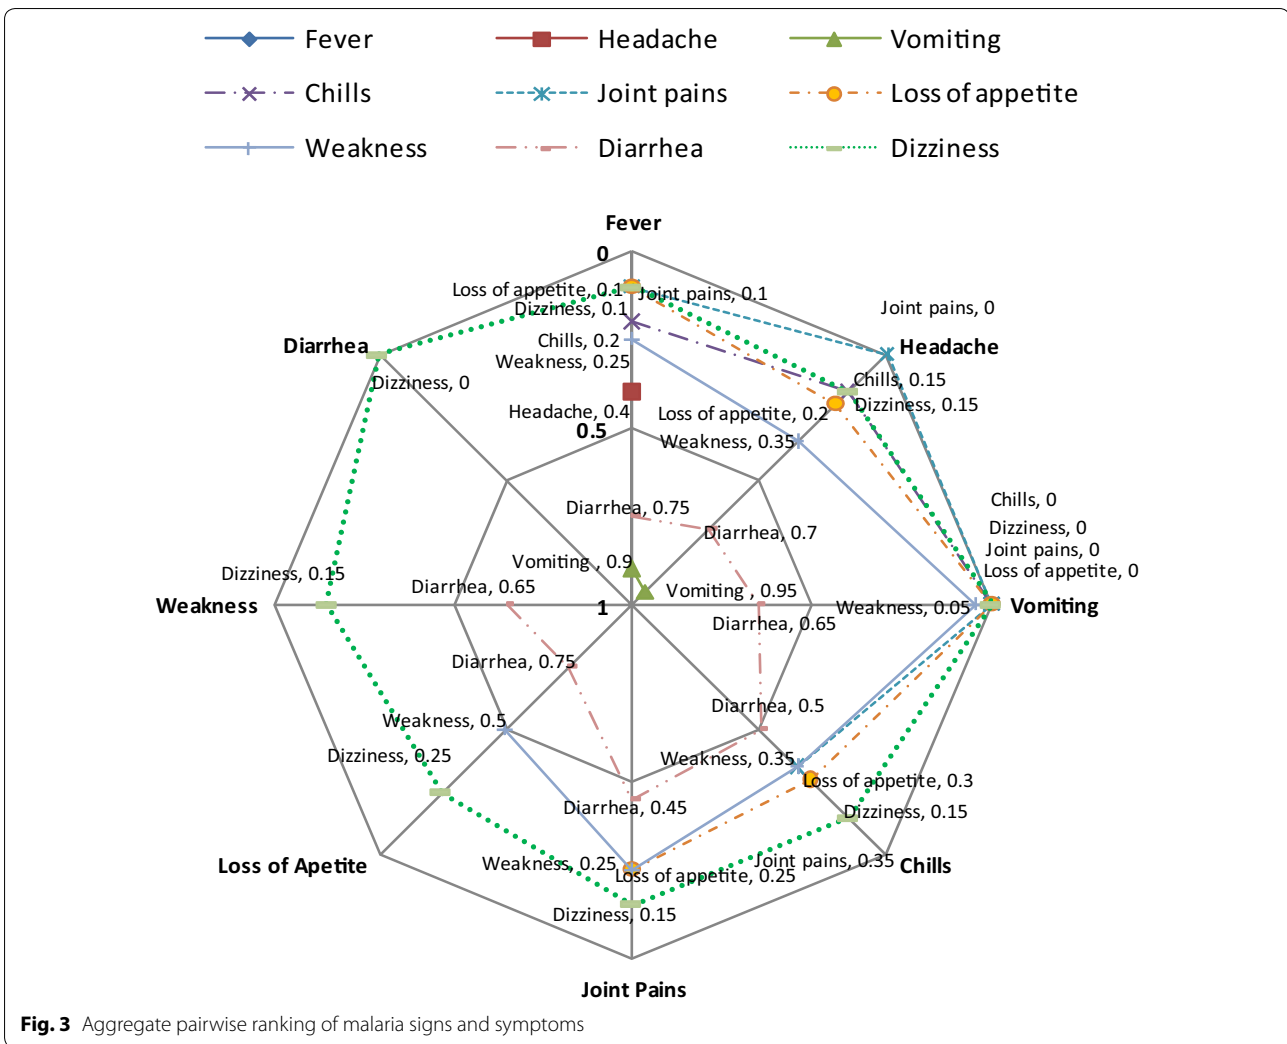 Fever
Headache
Vomiting
Chills
Joint pains
Loss of appetite
Weakness
Diarrhea
Dizziness
Fever
0
Loss of appetite, 0.1
Joint pains, 0.1
Dizziness, 0.1
Joint pains, 0
Chills, 0.2
Diarrhea
Headache
Weakness, 0.25
Dizziness, 0
Chills, 0.15
Dizziness, 0.15
Headache, 0.4
Loss of appetite, 0.2
0.5
Weakness, 0.35
Chills, 0
Diarrhea, 0.75
Dizziness, 0
Diarrhea, 0.7
Joint pains, 0
Vomiting , 0.9
Loss of appetite, 0
Dizziness, 0.15
Diarrhea, 0.65
Vomiting , 0.95
Weakness
1
Weakness, 0.05
Vomiting
Diarrhea, 0.65
Diarrhea, 0.75
Diarrhea, 0.5
Weakness, 0.5
Dizziness, 0.25
Weakness, 0.35
Loss of appetite, 0.3
Diarrhea, 0.45
Dizziness, 0.15
Loss of Apetite
Weakness, 0.25
Joint pains, 0.35
Chills
Loss of appetite, 0.25
Dizziness, 0.15
Joint Pains
Fig. 3 Aggregate pairwise ranking of malaria signs and symptoms